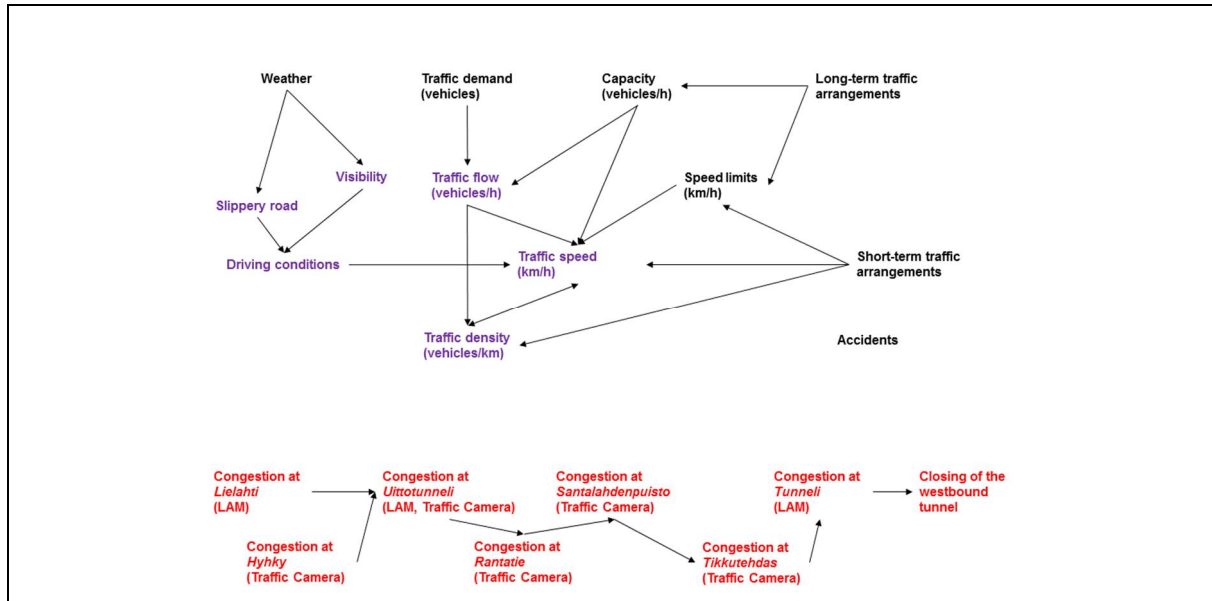 Weather
Traffic demand
(vehicles)
Capacity
(vehicles/h)
Long-term traffic
arrangements
Visibility
Traffic flow
(vehicles/h)
Speed limits
(km/h)
Slippery road
Driving conditions
Traffic speed
(km/h)
Short-term traffic
arrangements
Traffic density
(vehicles/km)
Accidents
Congestion at
Lielahti
(LAM)
Congestion at
Uittotunneli
(LAM, Traffic Camera)
Congestion at
Santalahdenpuisto
(Traffic Camera)
Congestion at
Tunneli
(LAM)
Closing of the
westbound
tunnel
Congestion at
Hyhky
(Traffic Camera)
Congestion at
Rantatie
(Traffic Camera)
Congestion at
Tikkutehdas
(Traffic Camera)